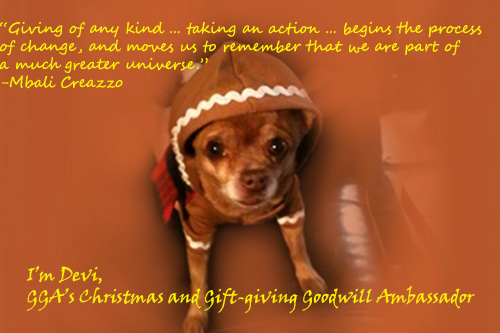 “Giving of any kind ... taking an action ... begins the process
of change, and moves us to remember that we are part of
a much greater universe.”
-Mbali Creazzo
I'm Devi,
GGA's Christmas and Gift-giving Goodwill Ambassador